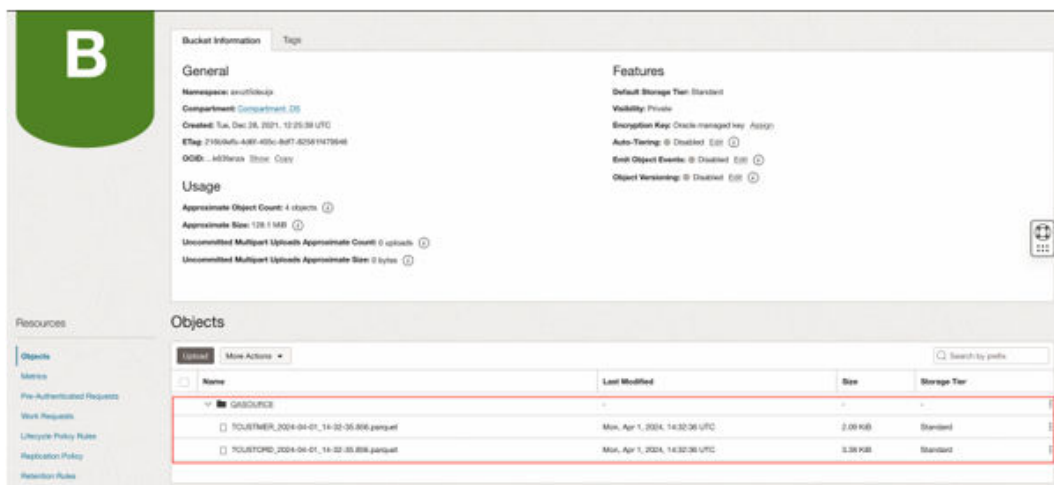 B
Bucket Information Tags
General
Compartment: Compartment_DS
Created: Tue, Dec 28, 2021, 12:25:39 UTC
OCID: Show Copy
Usage
Approximate Object Count: 4 objects
Approximate Size: 128.1 MiB
Uncommitted Multipart Uploads Approximate Count: 0 uploads
Uncommitted Multipart Uploads Approximate Size: 0 bytes
Features
Default Storage Tier: Standard
Visibility: Private
Encryption Key: Oracle managed key Assign
Auto-Tiering: Disabled Edit
Emit Object Events: Disabled Edit
Object Versioning: Disabled Edit
Resources
Objects
Metrics
Pre-Authenticated Requests
Work Requests
Lifecycle Policy Rules
Replication Policy
Retention Rules
Objects
Upload More Actions Search by prefix
Name Last Modified Size Storage Tier
GASOURCE - - -
TCUSTMER_2024-04-01_14-32-35.856.parquet Mon, Apr 1, 2024, 14:32:36 UTC 2.09 KiB Standard
TCUSTORD_2024-04-01_14-32-35.856.parquet Mon, Apr 1, 2024, 14:32:36 UTC 3.38 KiB Standard